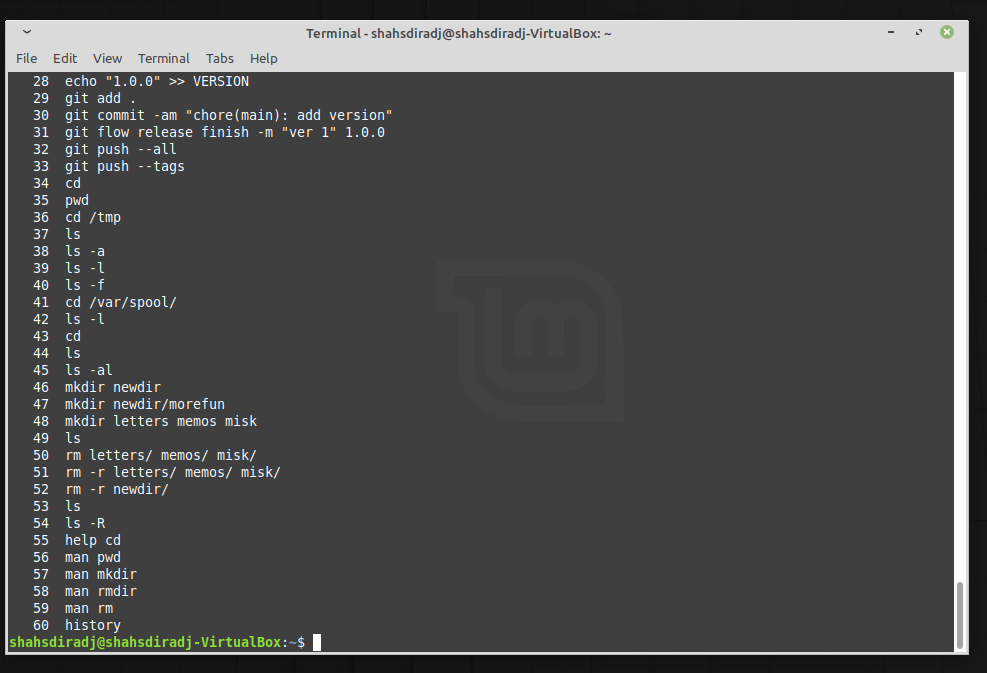 Terminal - shahsdiradj@shahsdiradj-VirtualBox: ~
File Edit View Terminal Tabs Help
28 echo "1.0.0" >> VERSION
29 git add .
30 git commit -am "chore(main): add version"
31 git flow release finish -m "ver 1" 1.0.0
32 git push --all
33 git push --tags
34 cd
35 pwd
36 cd /tmp
37 ls
38 ls -a
39 ls -l
40 ls -f
41 cd /var/spool/
42 ls -l
43 cd
44 ls
45 ls -al
46 mkdir newdir
47 mkdir newdir/morefun
48 mkdir letters memos misk
49 ls
50 rm letters/ memos/ misk/
51 rm -r letters/ memos/ misk/
52 rm -r newdir/
53 ls
54 ls -R
55 help cd
56 man pwd
57 man mkdir
58 man rmdir
59 man rm
60 history
shahsdiradj@shahsdiradj-VirtualBox:~$